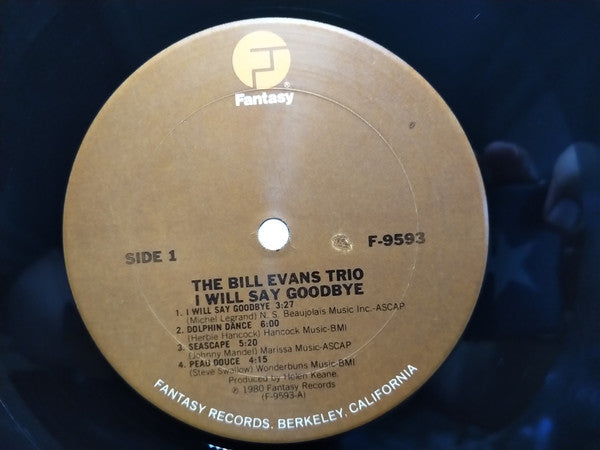 Fantasy
®
SIDE 1
F-9593
THE BILL EVANS TRIO
I WILL SAY GOODBYE
1. I WILL SAY GOODBYE 3:27
(Michel Legrand) N. S. Beaujolais Music Inc.-ASCAP
2. DOLPHIN DANCE 6:00
(Herbie Hancock) Hancock Music-BMI
3. SEASCAPE 5:20
(Johnny Mandel) Marissa Music-ASCAP
4. PEAU DOUCE 4:15
(Steve Swallow) Wonderbuns Music-BMI
Produced by Helen Keane
℗ 1980 Fantasy Records
(F-9593-A)
FANTASY RECORDS, BERKELEY, CALIFORNIA